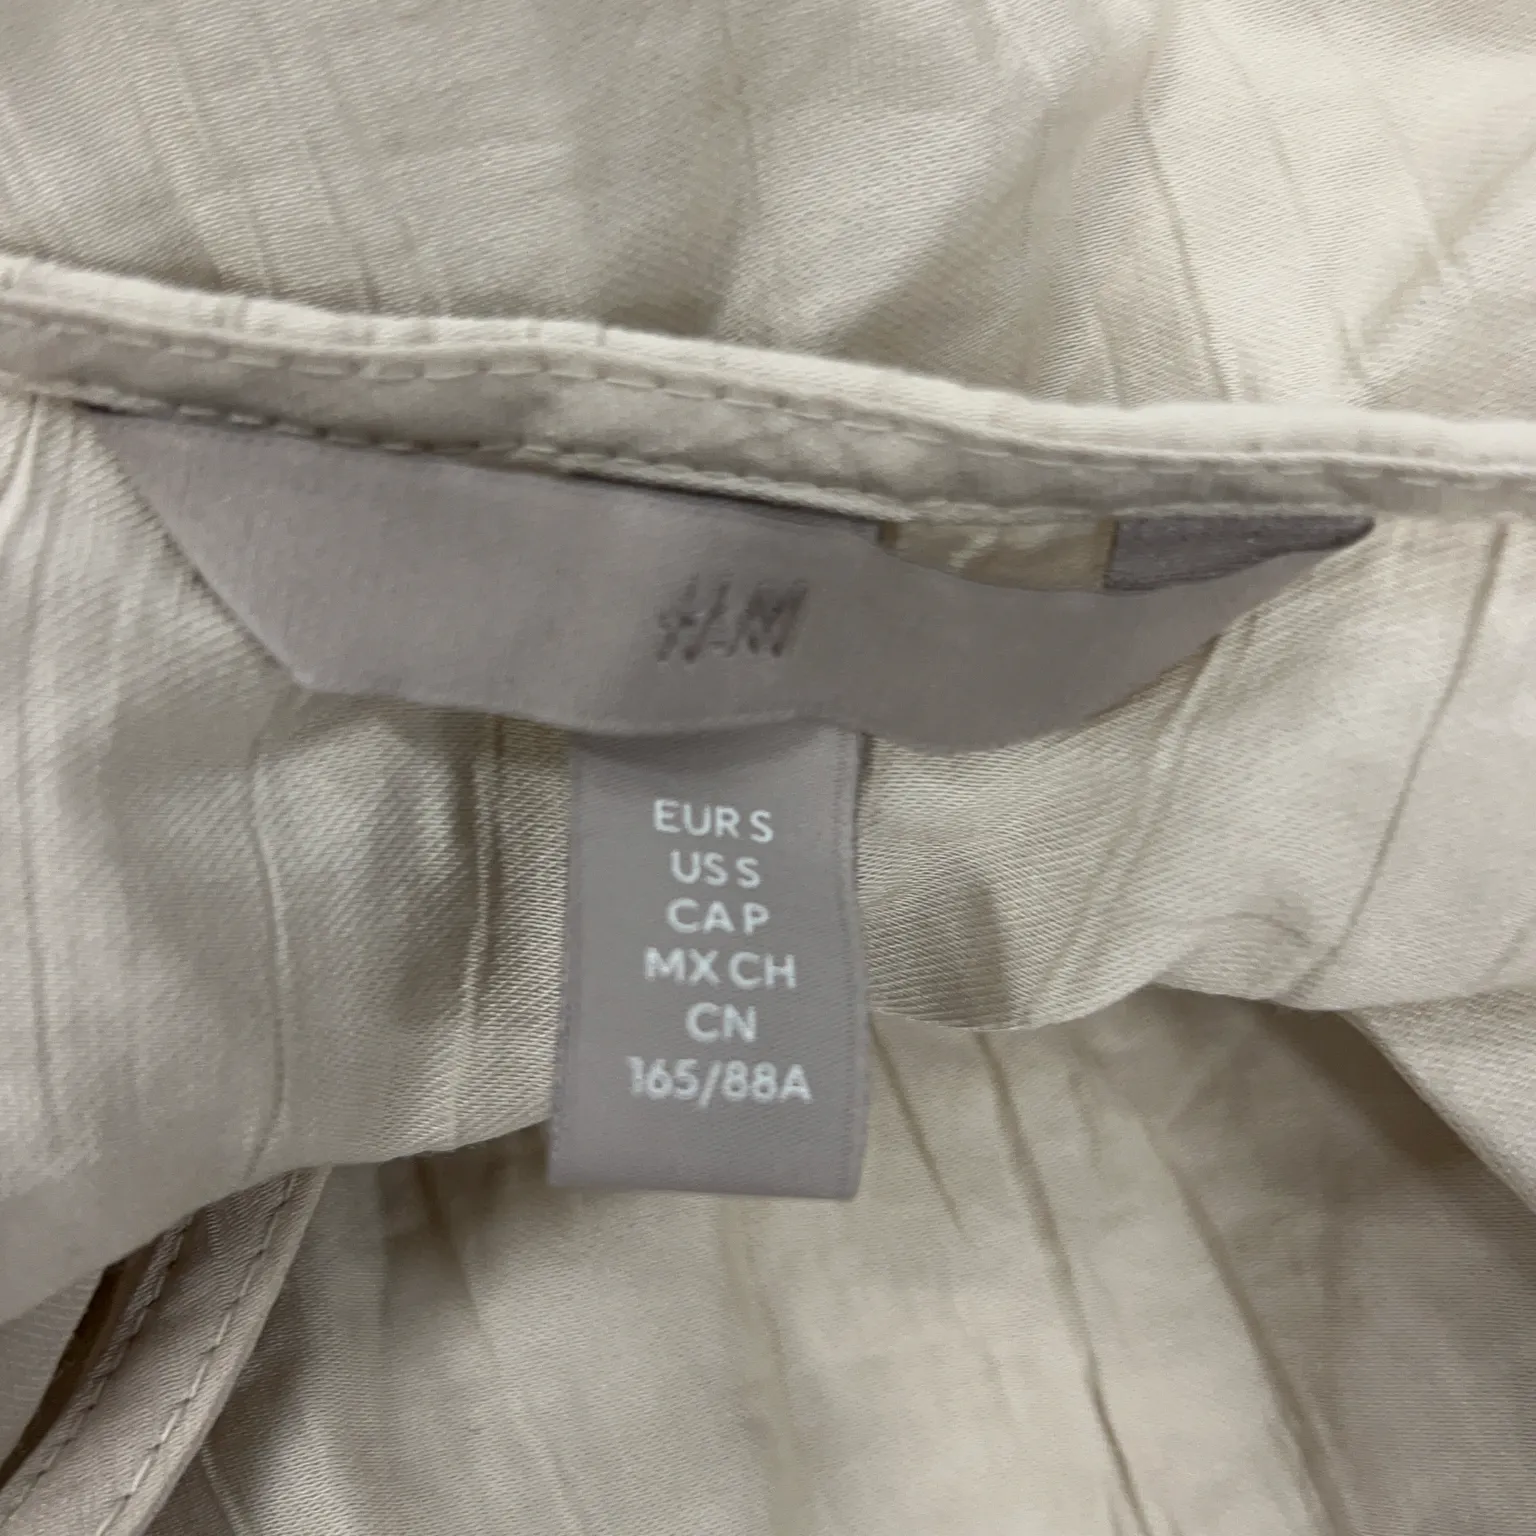 H&M
EUR S
US S
CA P
MX CH
CN
165/88A